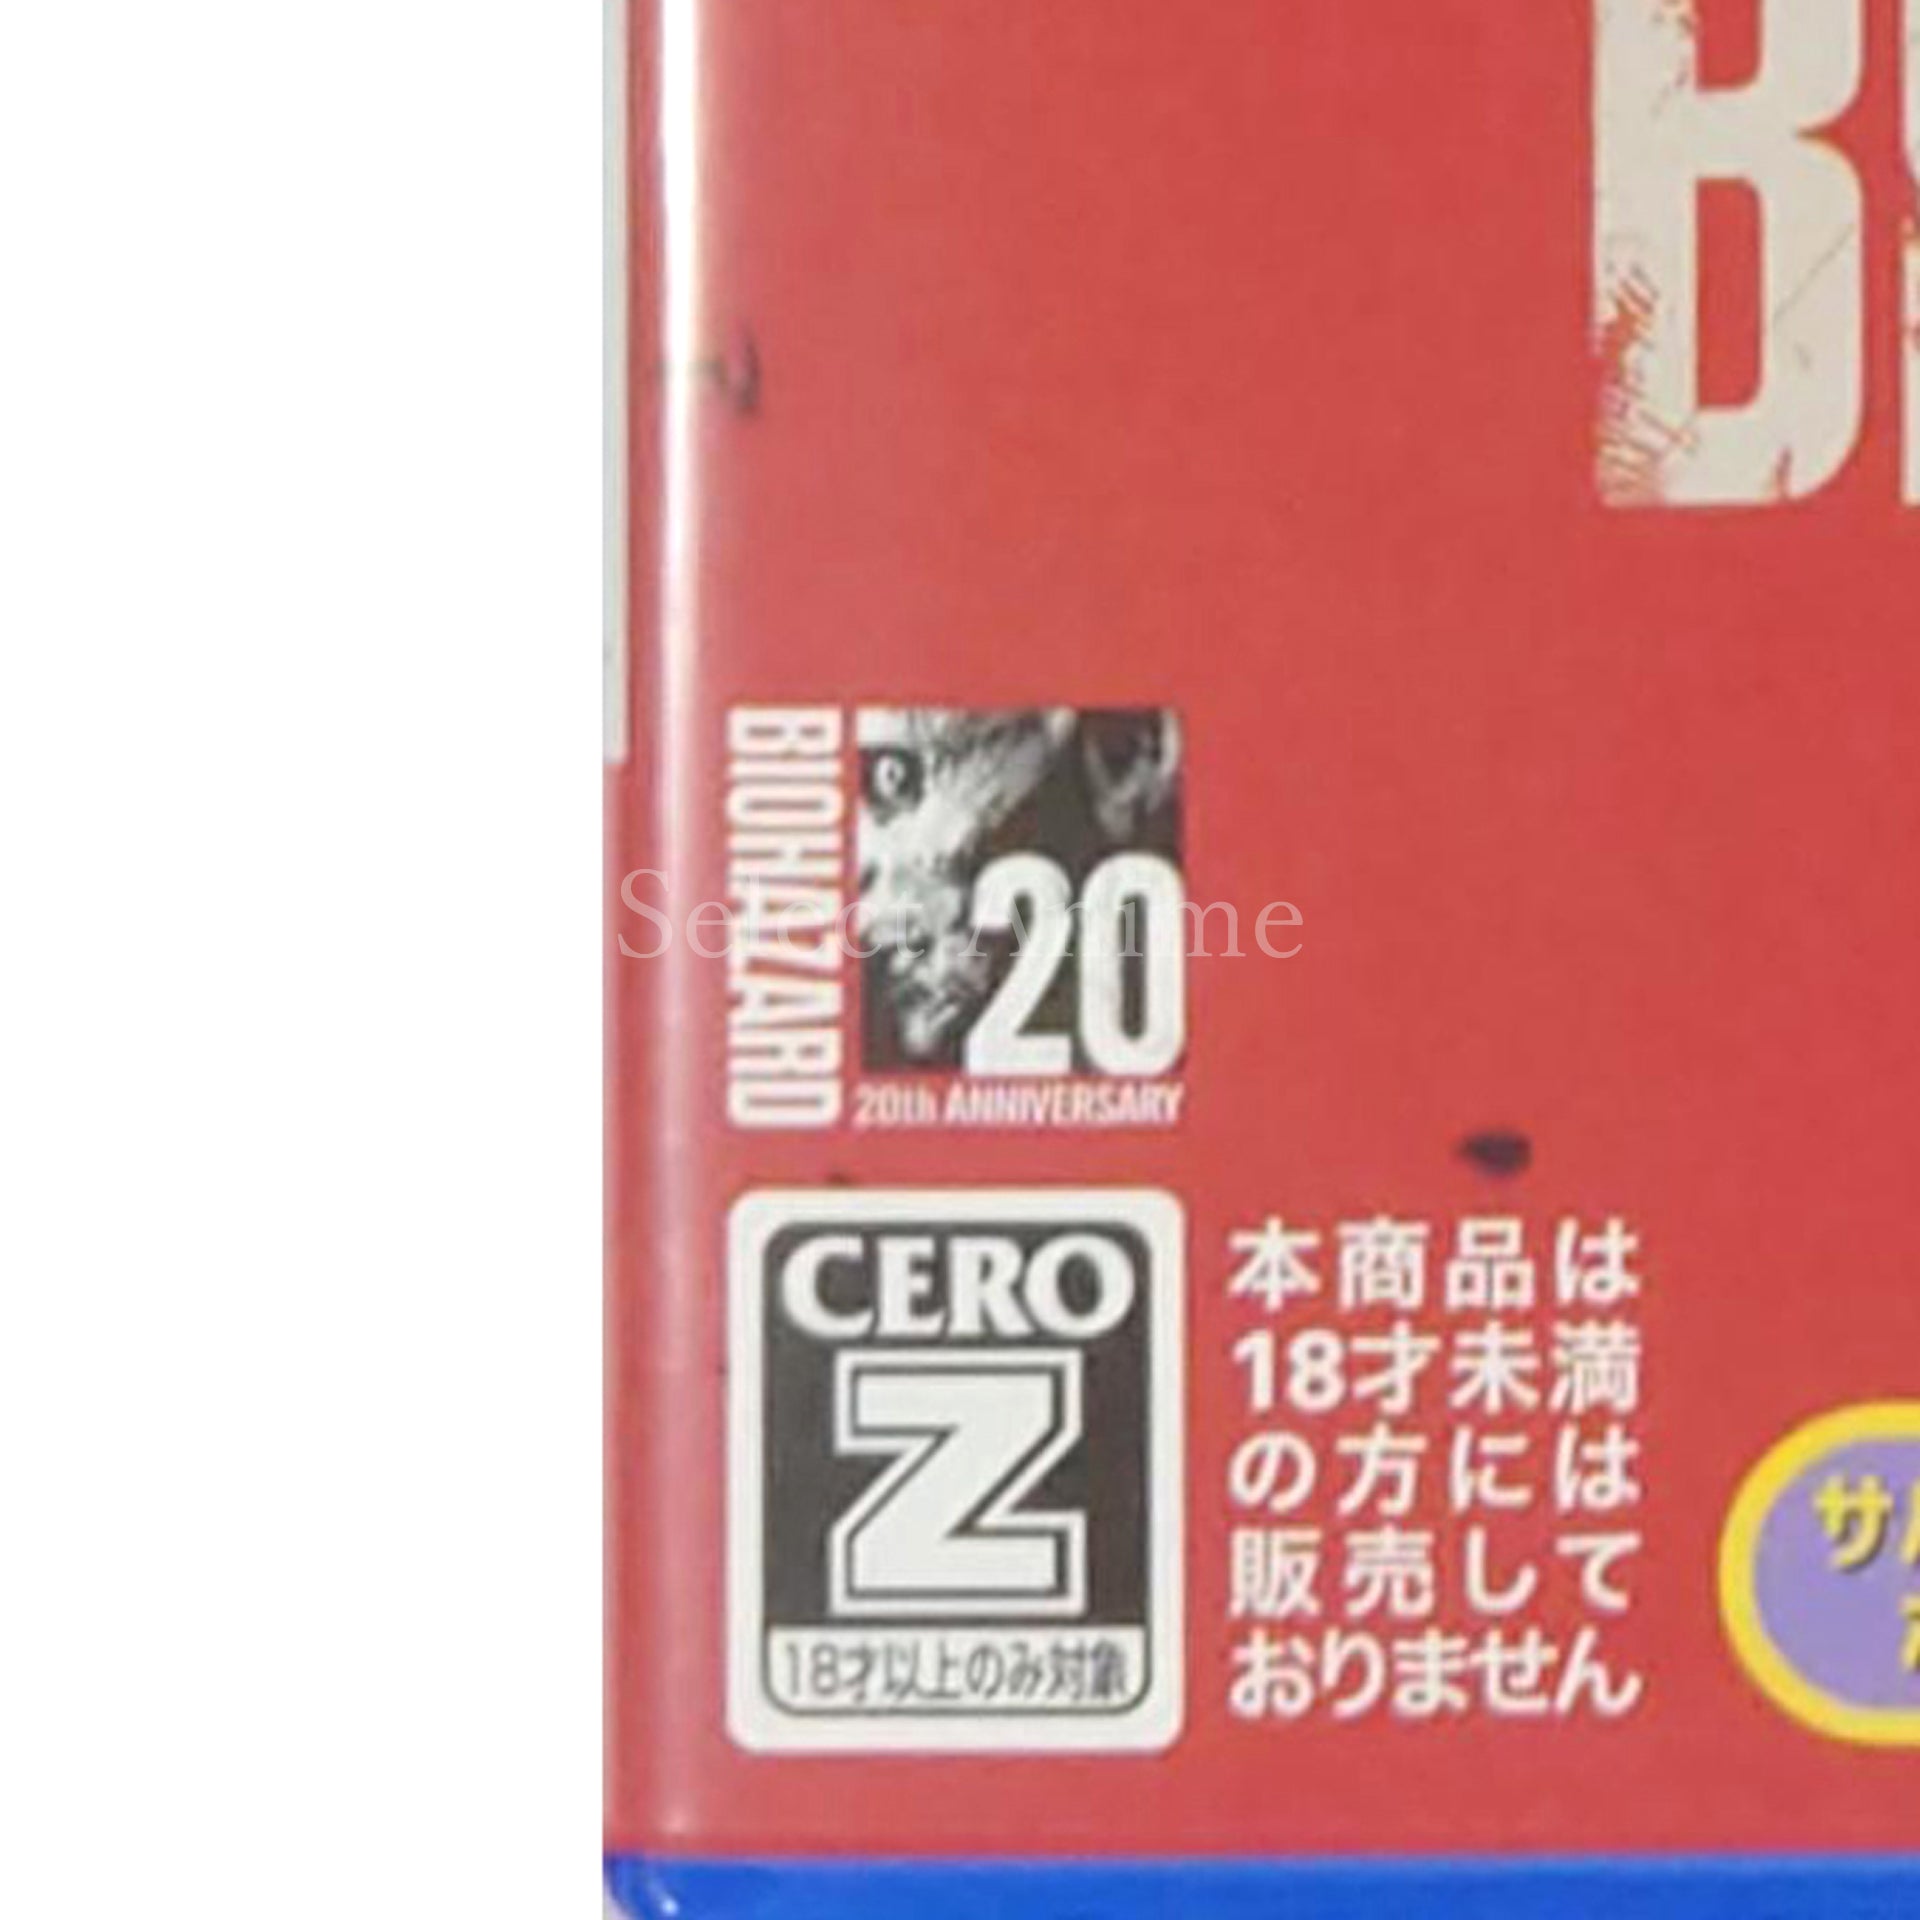 BIOHAZARD
20
20th ANNIVERSARY
Select Anime
CERO
Z
18才以上のみ対象
本商品は
18才未満
の方には
販売して
おりません
サ